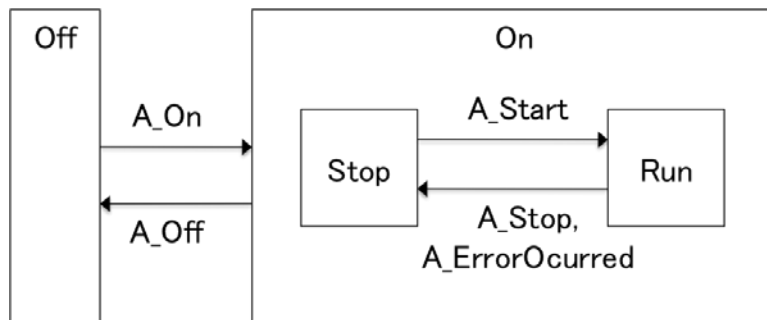 Off
On
A_On
A_Start
Stop
Run
A_Off
A_Stop,
A_ErrorOcurred